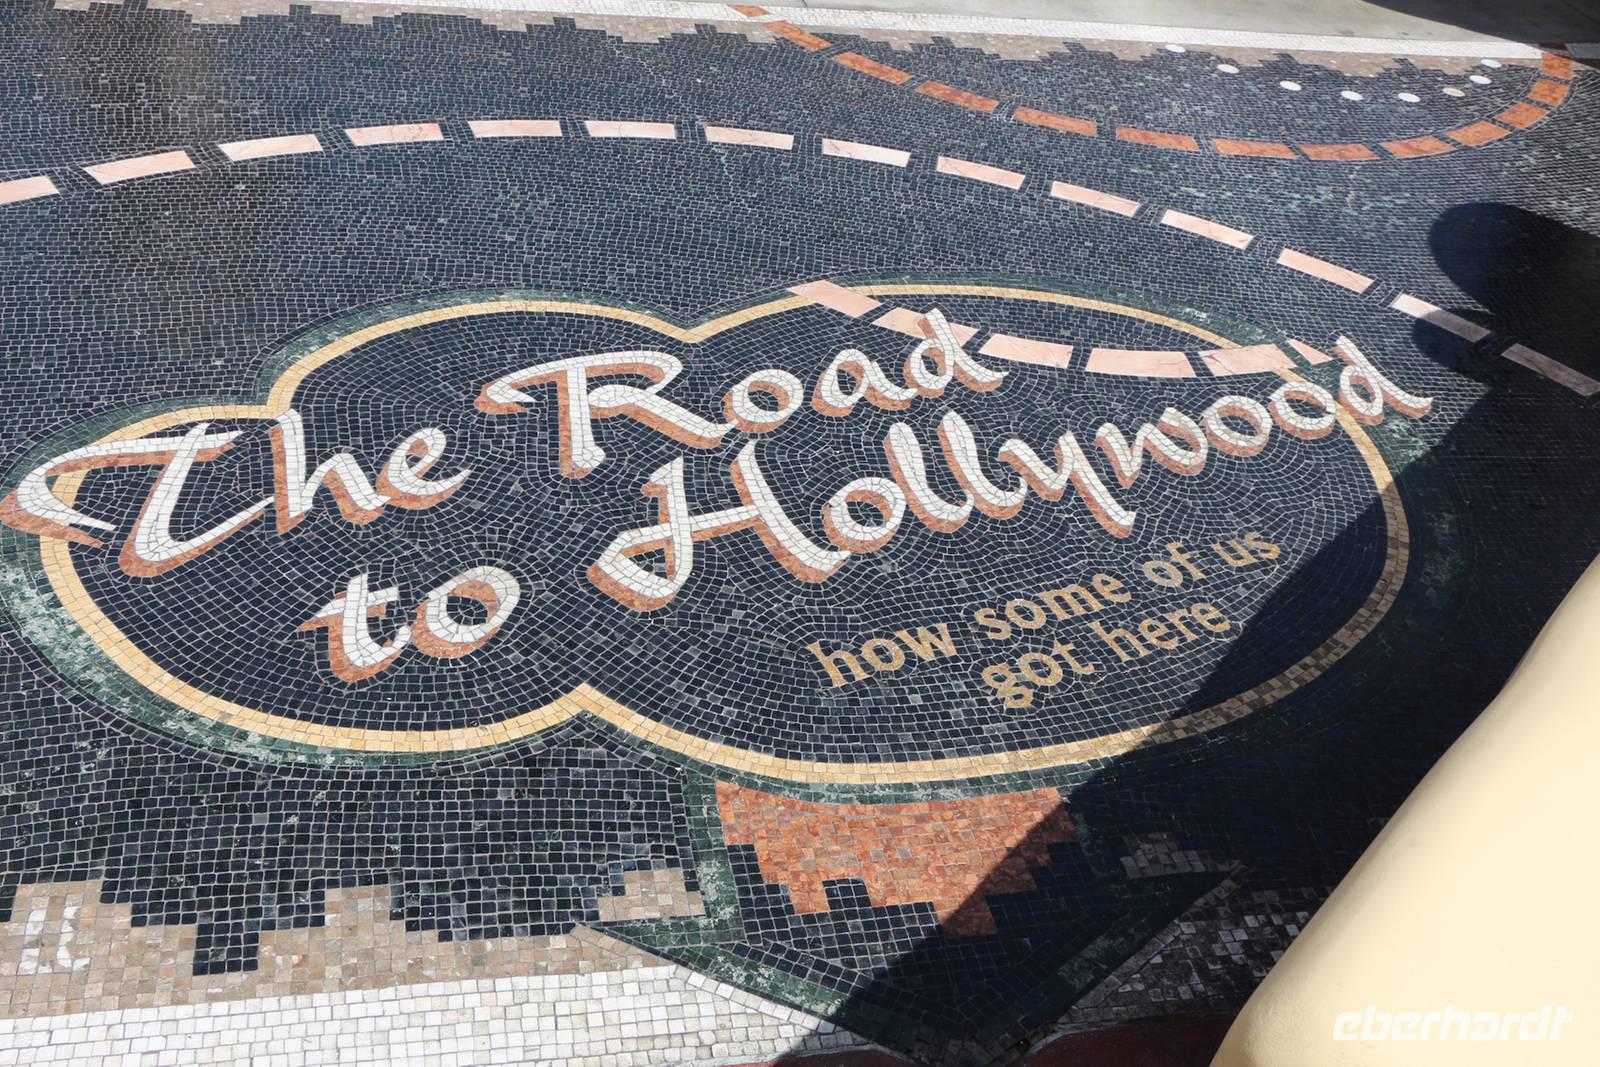 The Road
to Hollywood
how some of us
got here
eberhardt